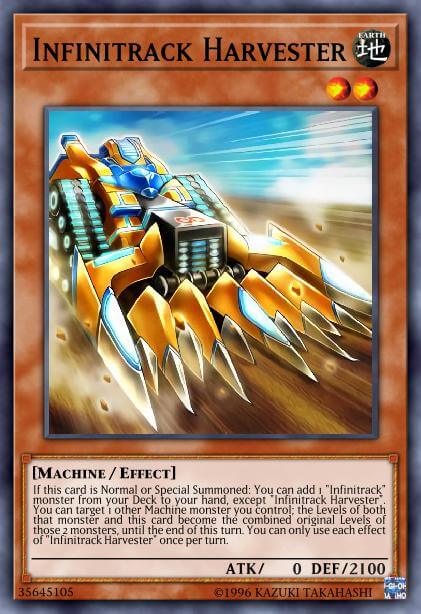 INFINITRACK HARVESTER
EARTH
地
[MACHINE / EFFECT]
If this card is Normal or Special Summoned: You can add 1 "Infinitrack"
monster from your Deck to your hand, except "Infinitrack Harvester".
You can target 1 other Machine monster you control; the Levels of both
that monster and this card become the combined original Levels of
those 2 monsters, until the end of this turn. You can only use each effect
of "Infinitrack Harvester" once per turn.
ATK/ 0 DEF/2100
35645105
©1996 KAZUKI TAKAHASHI